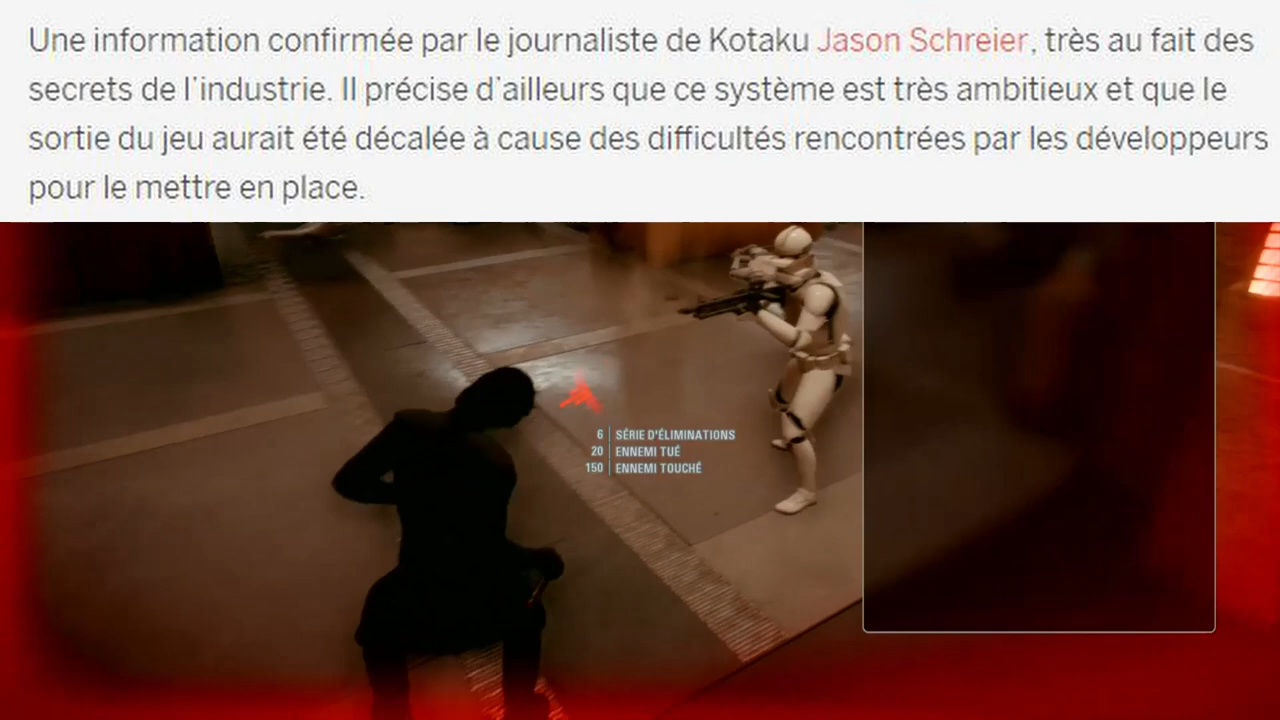 Une information confirmée par le journaliste de Kotaku Jason Schreier, très au fait des
secrets de l'industrie. Il précise d'ailleurs que ce système est très ambitieux et que le
sortie du jeu aurait été décalée à cause des difficultés rencontrées par les développeurs
pour le mettre en place.
6 SÉRIE D'ÉLIMINATIONS
20 ENNEMI TUÉ
150 ENNEMI TOUCHÉ